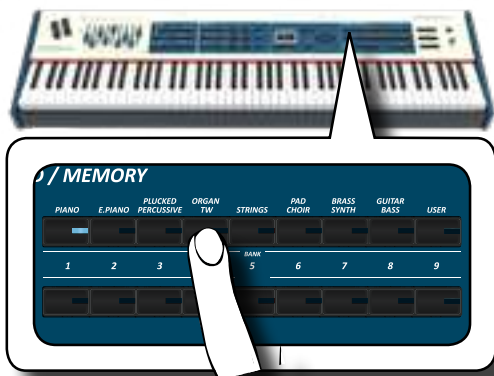 / MEMORY
PIANO E.PIANO PLUCKED PERCUSSIVE ORGAN TW STRINGS PAD CHOIR BRASS SYNTH GUITAR BASS USER
BANK
1 2 3 5 6 7 8 9